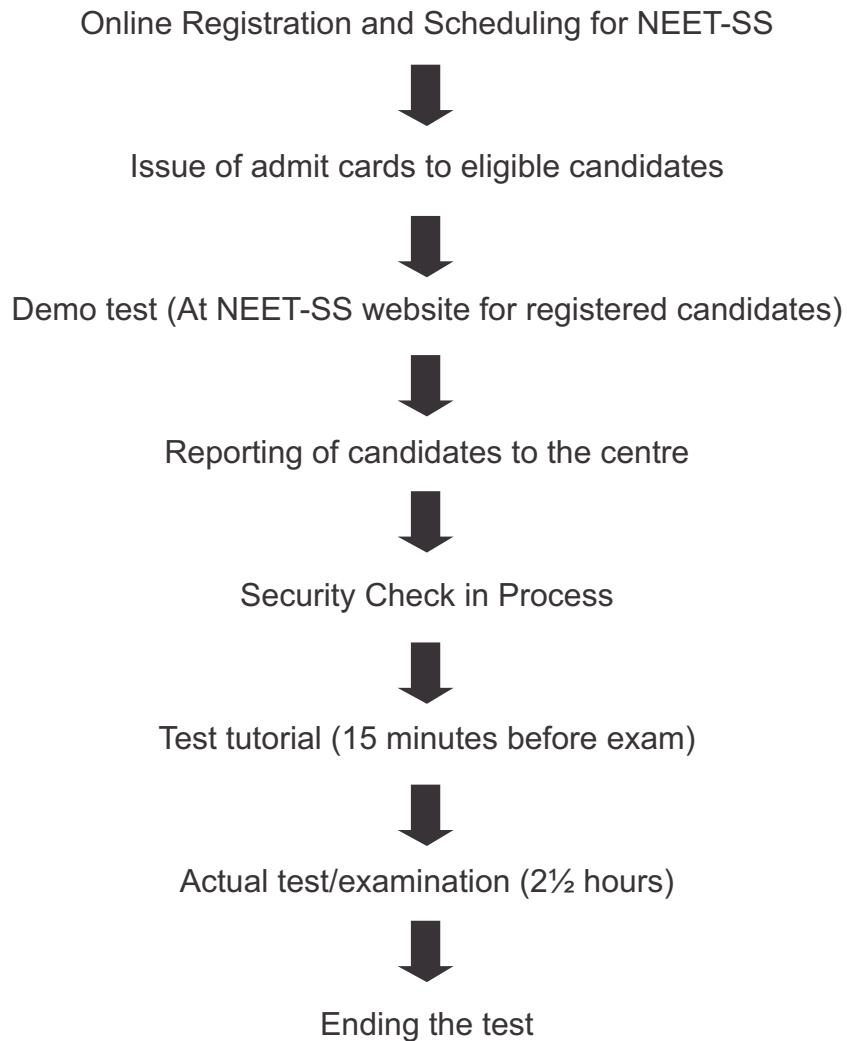 Online Registration and Scheduling for NEET-SS
Issue of admit cards to eligible candidates
Demo test (At NEET-SS website for registered candidates)
Reporting of candidates to the centre
Security Check in Process
Test tutorial (15 minutes before exam)
Actual test/examination (2½ hours)
Ending the test